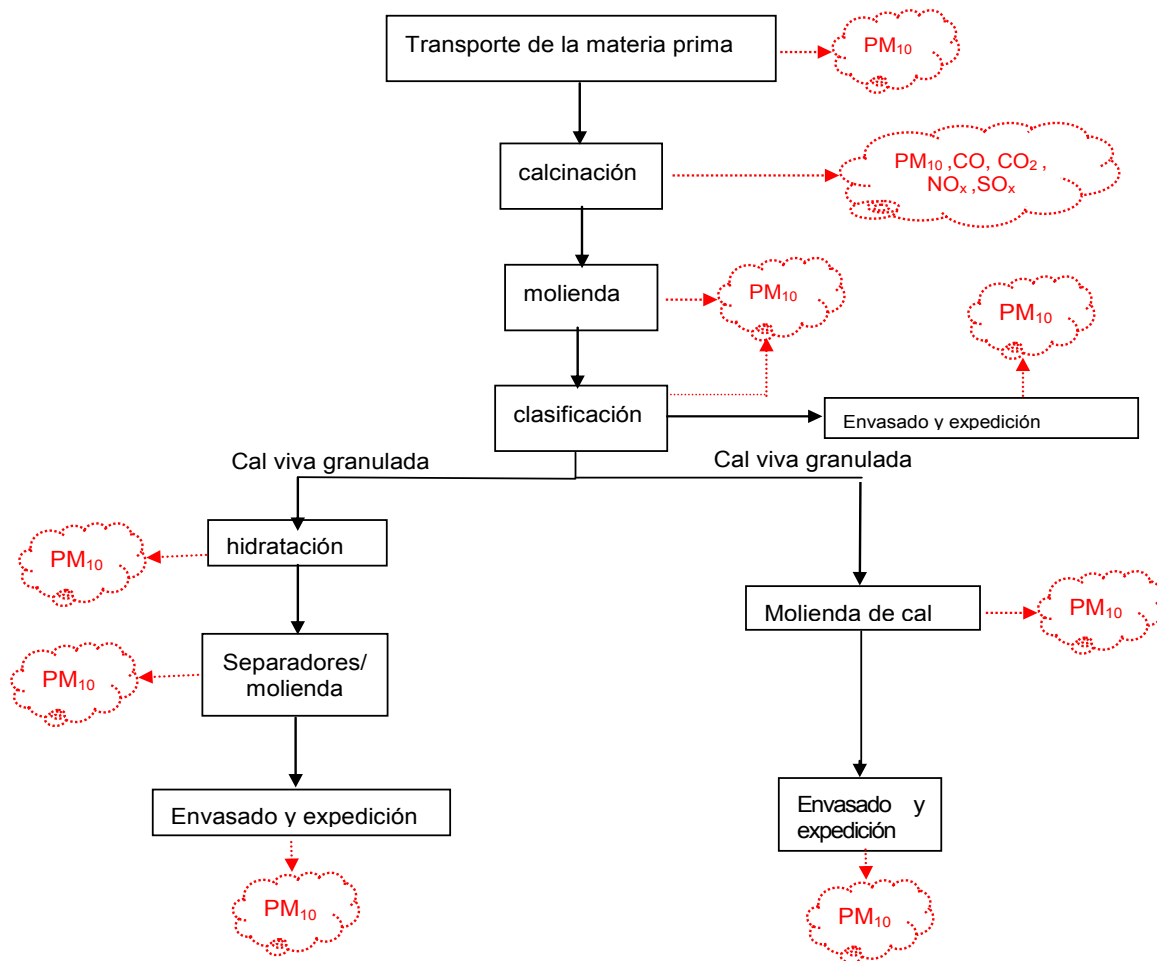 Transporte de la materia prima
PM₁₀
calcinación
PM₁₀ ,CO, CO₂ ,
NOₓ ,SOₓ
molienda
PM₁₀
PM₁₀
clasificación
Envasado y expedición
Cal viva granulada
Cal viva granulada
hidratación
PM₁₀
Molienda de cal
PM₁₀
Separadores/
molienda
PM₁₀
Envasado y expedición
Envasado y
expedición
PM₁₀
PM₁₀